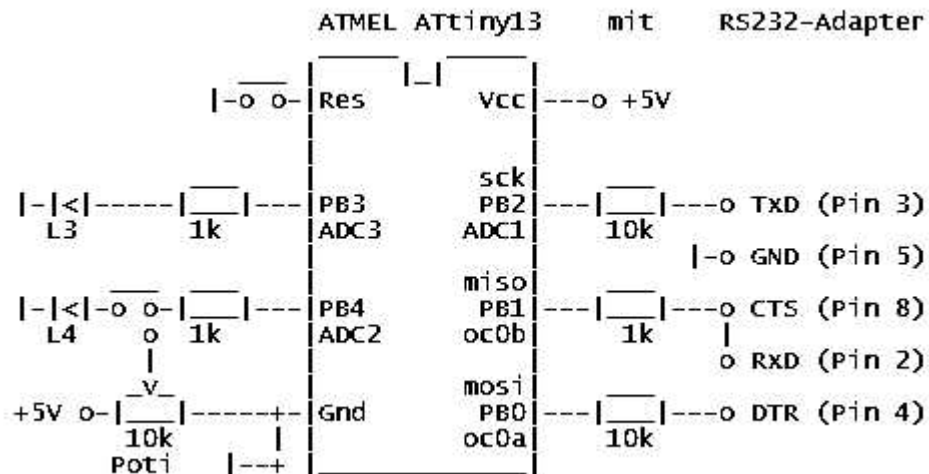 ATMEL ATtiny13 mit RS232-Adapter
Res Vcc +5V
sck
PB3 PB2 TxD (Pin 3)
L3 1k ADC3 ADC1 10k
GND (Pin 5)
miso
PB4 PB1 CTS (Pin 8)
L4 1k ADC2 oc0b 1k
RxD (Pin 2)
mosi
+5V Gnd PB0 DTR (Pin 4)
10k oc0a 10k
Poti